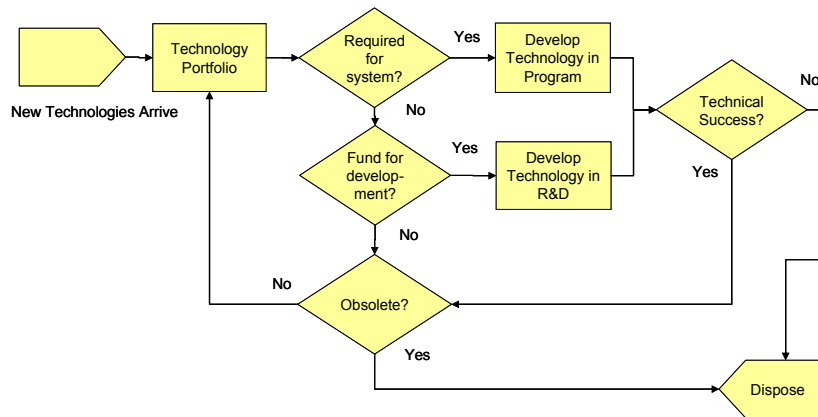 New Technologies Arrive
Technology
Portfolio
Required
for
system?
Yes
Develop
Technology in
Program
No
Fund for
develop-
ment?
Yes
Develop
Technology in
R&D
Technical
Success?
No
Yes
No
Obsolete?
No
Yes
Dispose